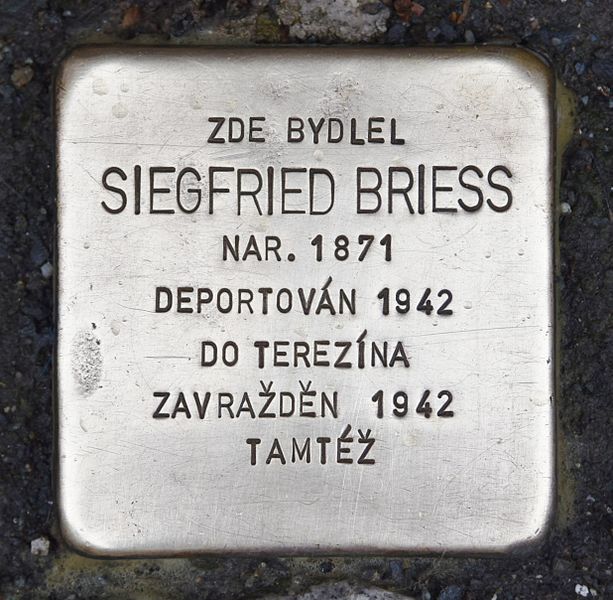 ZDE BYDLEL
SIEGFRIED BRIESS
NAR. 1871
DEPORTOVÁN 1942
DO TEREZÍNA
ZAVRAŽDĚN 1942
TAMTÉŽ